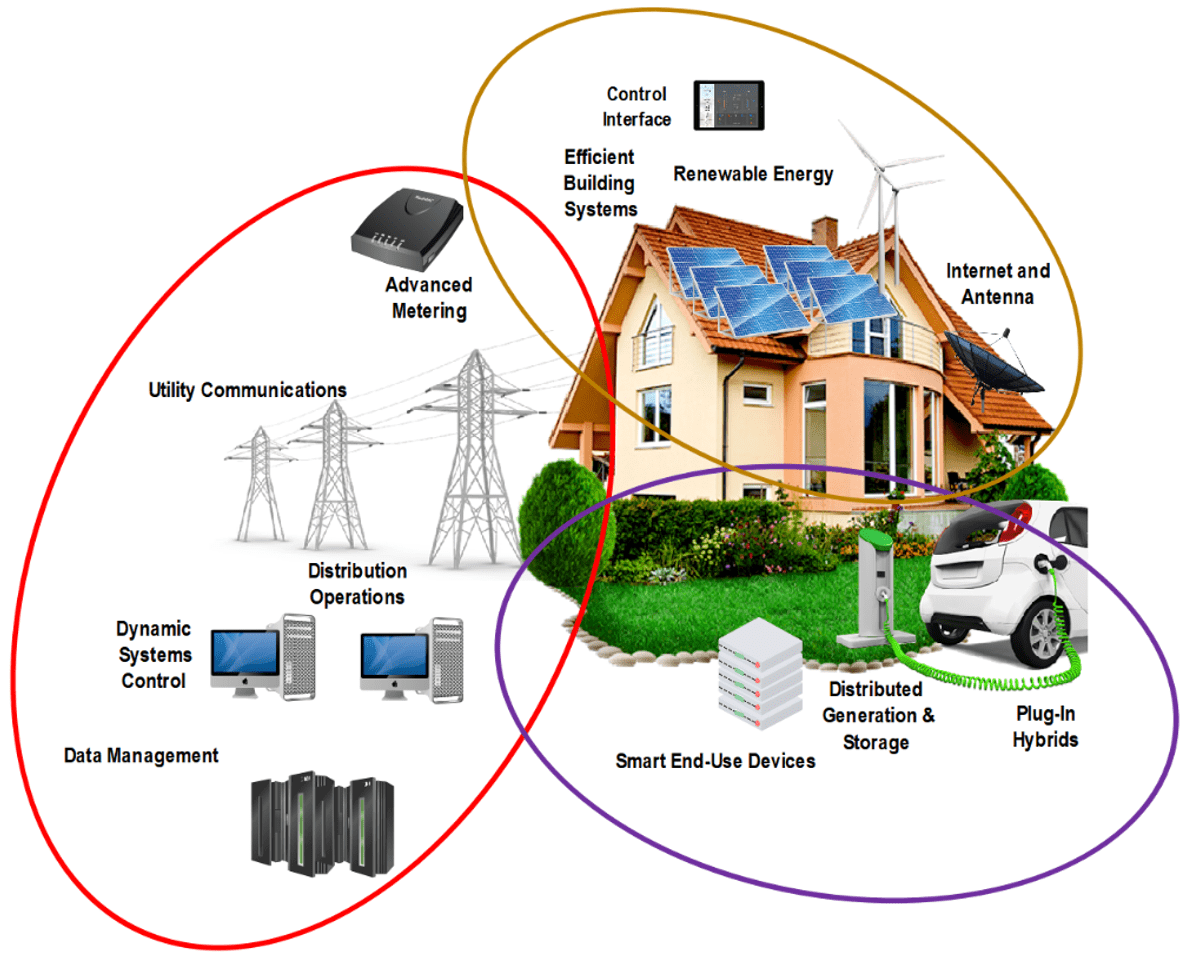 Control
Interface
Efficient
Building
Systems
Renewable Energy
Internet and
Antenna
Advanced
Metering
Utility Communications
Distribution
Operations
Dynamic
Systems
Control
Data Management
Distributed
Generation &
Storage
Plug-In
Hybrids
Smart End-Use Devices